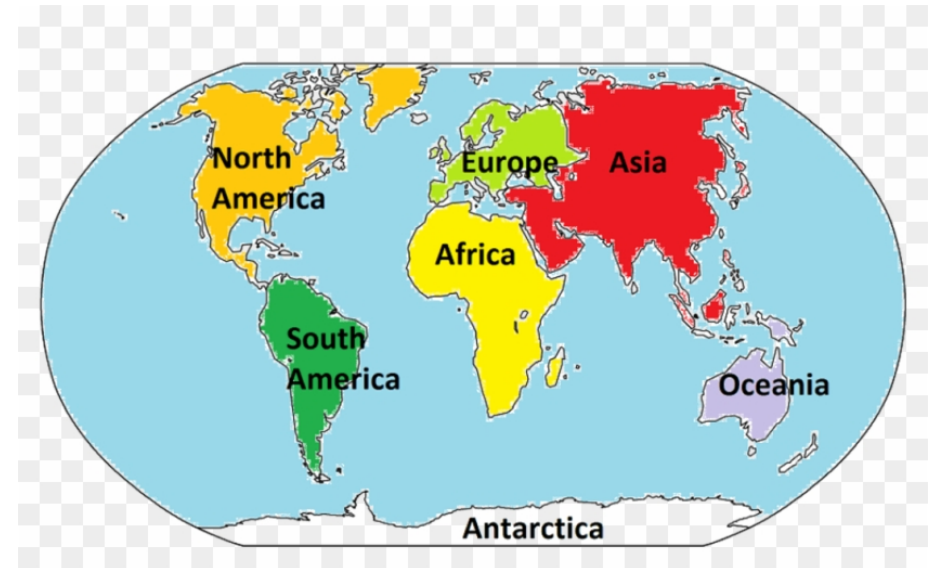 North
America
Europe
Asia
Africa
South
America
Oceania
Antarctica